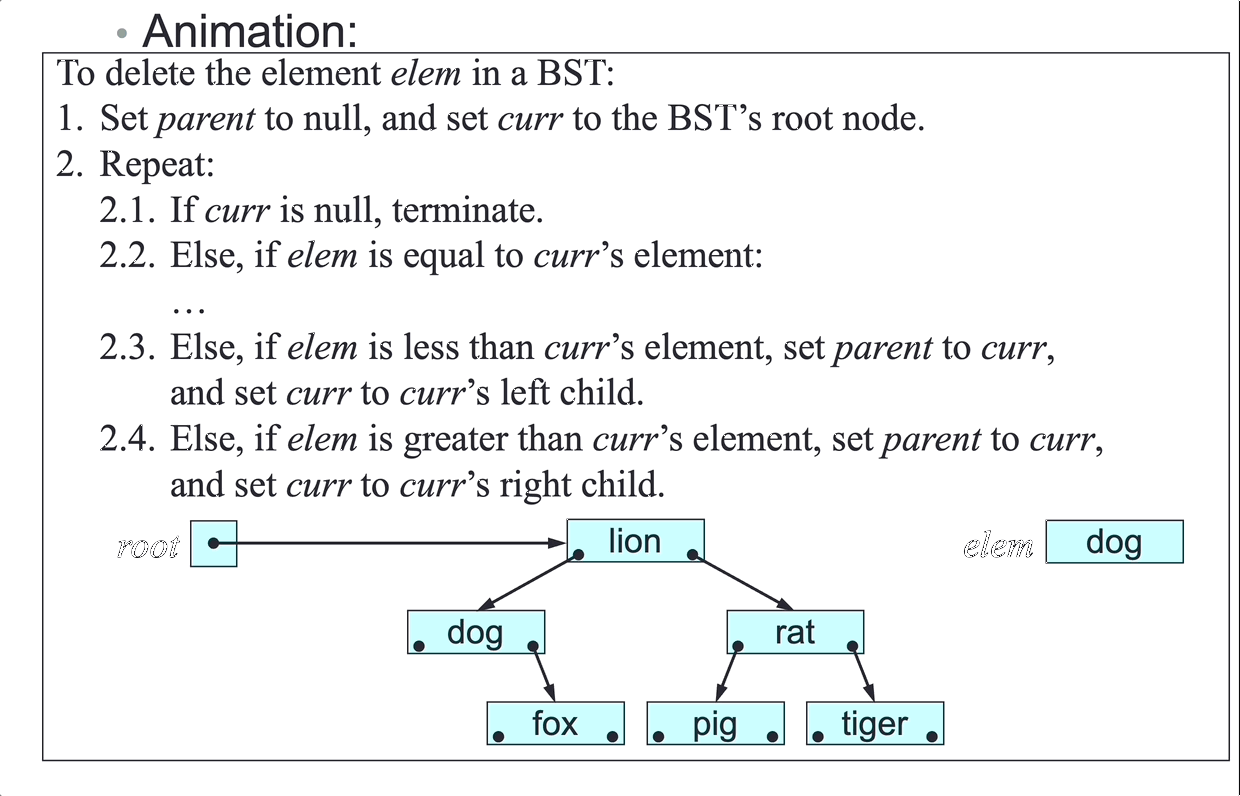 • Animation:
To delete the element elem in a BST:
1. Set parent to null, and set curr to the BST’s root node.
2. Repeat:
2.1. If curr is null, terminate.
2.2. Else, if elem is equal to curr’s element:
…
2.3. Else, if elem is less than curr’s element, set parent to curr,
and set curr to curr’s left child.
2.4. Else, if elem is greater than curr’s element, set parent to curr,
and set curr to curr’s right child.
root lion elem dog
dog rat
fox pig tiger